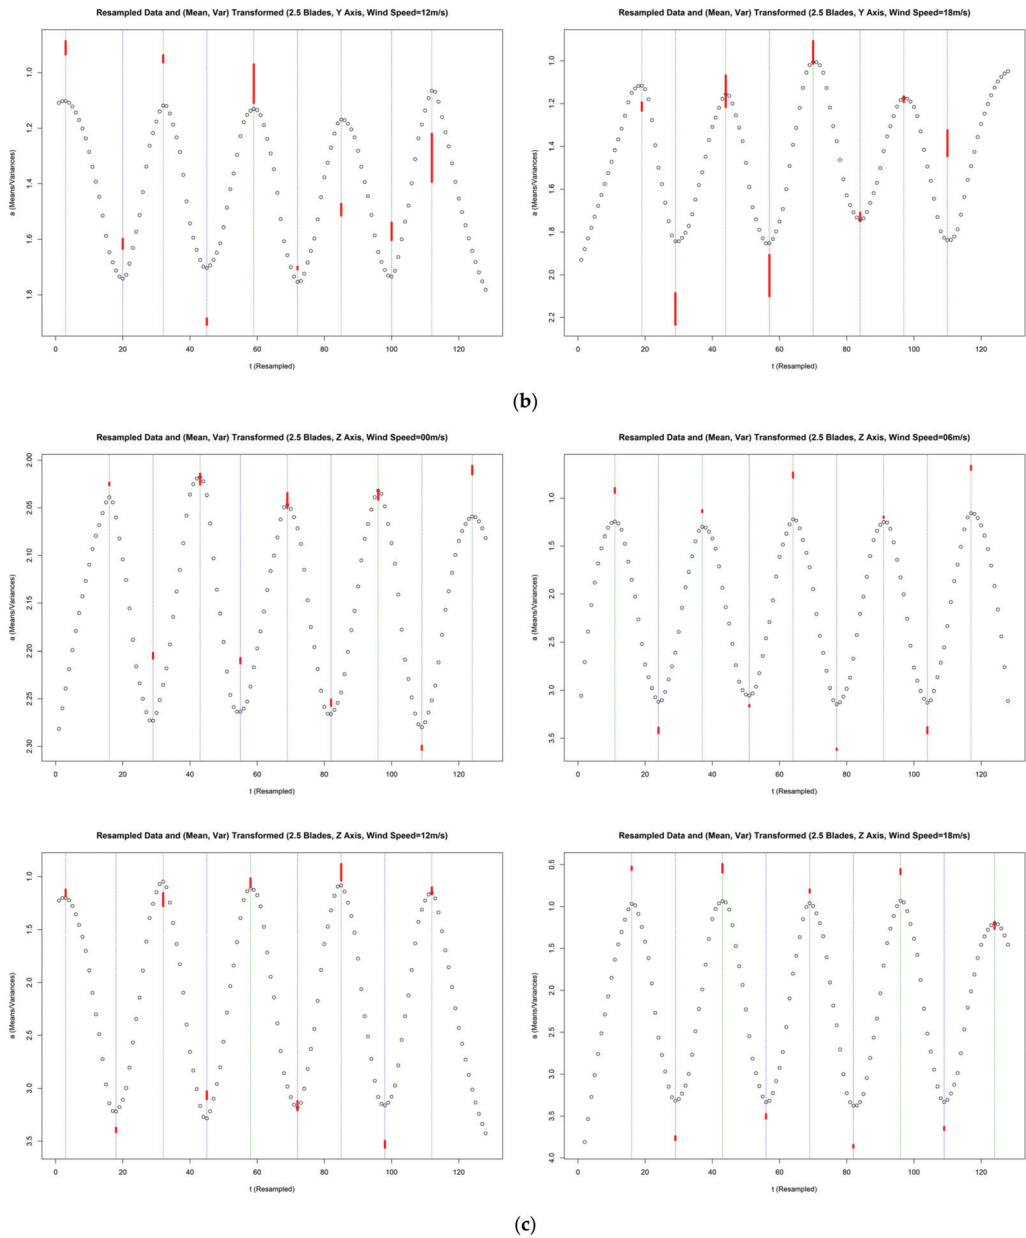 Resampled Data and (Mean, Var) Transformed (2.5 Blades, Y Axis, Wind Speed=12m/s)
a (Means/Variances)
1.0
1.2
1.4
1.6
1.8
0 20 40 60 80 100 120
t (Resampled)
Resampled Data and (Mean, Var) Transformed (2.5 Blades, Y Axis, Wind Speed=18m/s)
a (Means/Variances)
1.0
1.2
1.4
1.6
1.8
2.0
2.2
0 20 40 60 80 100 120
t (Resampled)
(b)
Resampled Data and (Mean, Var) Transformed (2.5 Blades, Z Axis, Wind Speed=00m/s)
a (Means/Variances)
2.00
2.05
2.10
2.15
2.20
2.25
2.30
0 20 40 60 80 100 120
t (Resampled)
Resampled Data and (Mean, Var) Transformed (2.5 Blades, Z Axis, Wind Speed=06m/s)
a (Means/Variances)
1.0
1.5
2.0
2.5
3.0
3.5
0 20 40 60 80 100 120
t (Resampled)
Resampled Data and (Mean, Var) Transformed (2.5 Blades, Z Axis, Wind Speed=12m/s)
a (Means/Variances)
1.0
1.5
2.0
2.5
3.0
3.5
0 20 40 60 80 100 120
t (Resampled)
Resampled Data and (Mean, Var) Transformed (2.5 Blades, Z Axis, Wind Speed=18m/s)
a (Means/Variances)
0.5
1.0
1.5
2.0
2.5
3.0
3.5
4.0
0 20 40 60 80 100 120
t (Resampled)
(c)